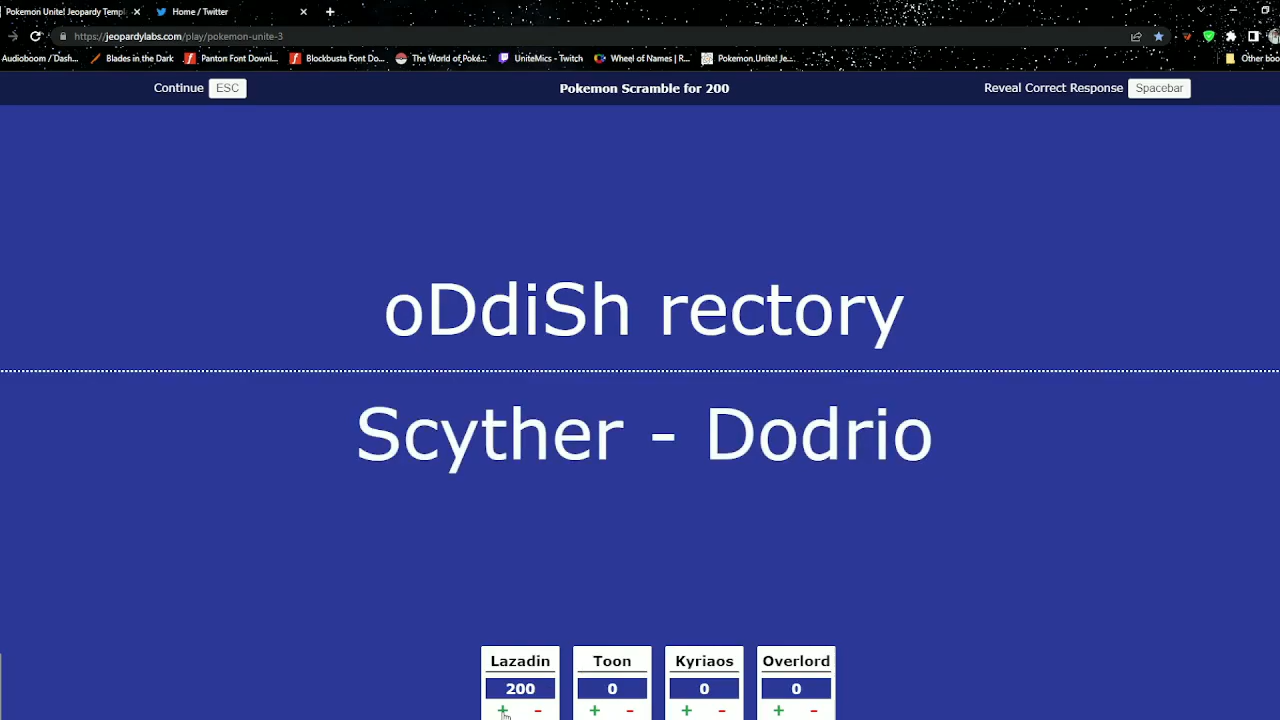 Pokemon Unite! Jeopardy Templ
Home / Twitter
https://jeopardylabs.com/play/pokemon-unite-3
Audioboom / Dash...
Blades in the Dark
Panton Font Downl...
Blockbusta Font Do...
The World of Poké...
UniteMics - Twitch
Wheel of Names | R...
Pokemon Unite! Je...
Other boo
Continue ESC
Pokemon Scramble for 200
Reveal Correct Response Spacebar
oDdiSh rectory
Scyther - Dodrio
Lazadin Toon Kyriaos Overlord
200 0 0 0
+ - + - + - + -